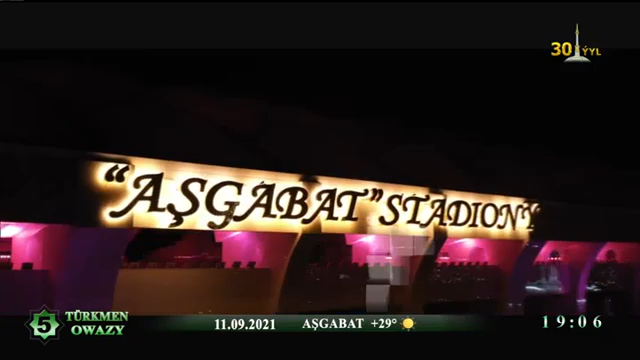 30 ÝYL
“AŞGABAT” STADIONY
5 TÜRKMEN
OWAZY
11.09.2021 AŞGABAT +29°
19:06